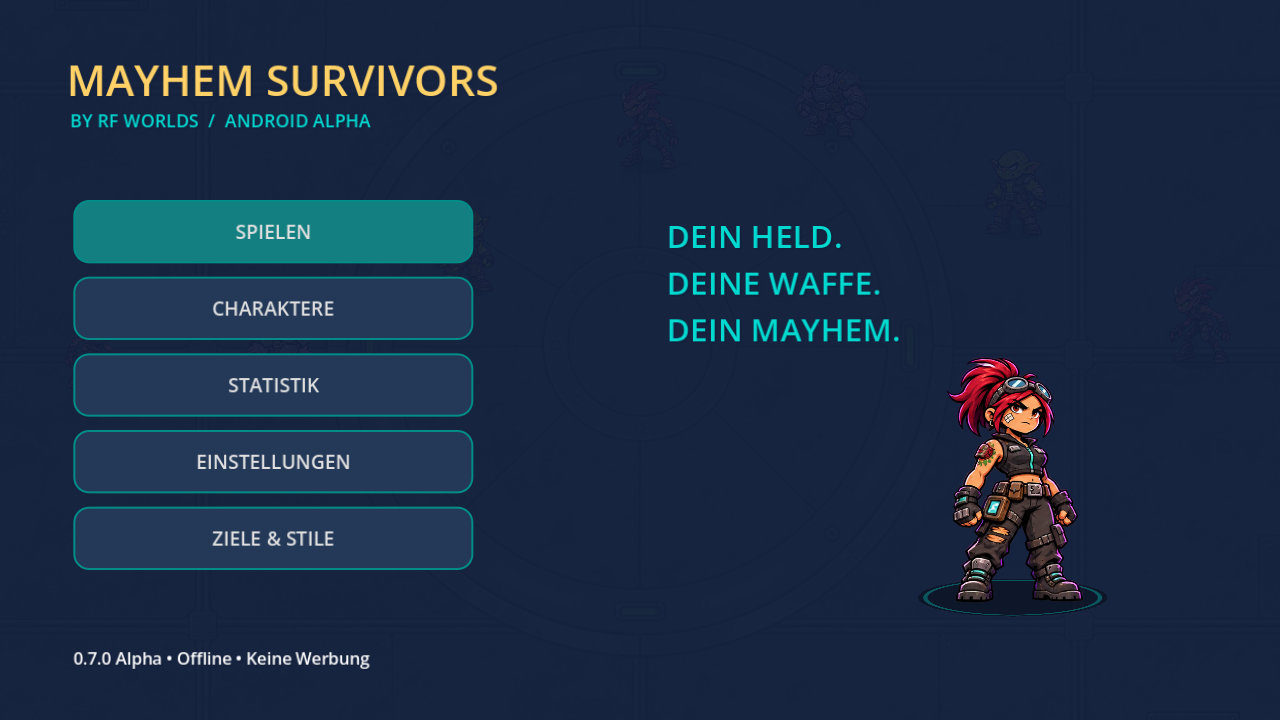 MAYHEM SURVIVORS
BY RF WORLDS / ANDROID ALPHA
SPIELEN
CHARAKTERE
STATISTIK
EINSTELLUNGEN
ZIELE & STILE
DEIN HELD.
DEINE WAFFE.
DEIN MAYHEM.
0.7.0 Alpha • Offline • Keine Werbung